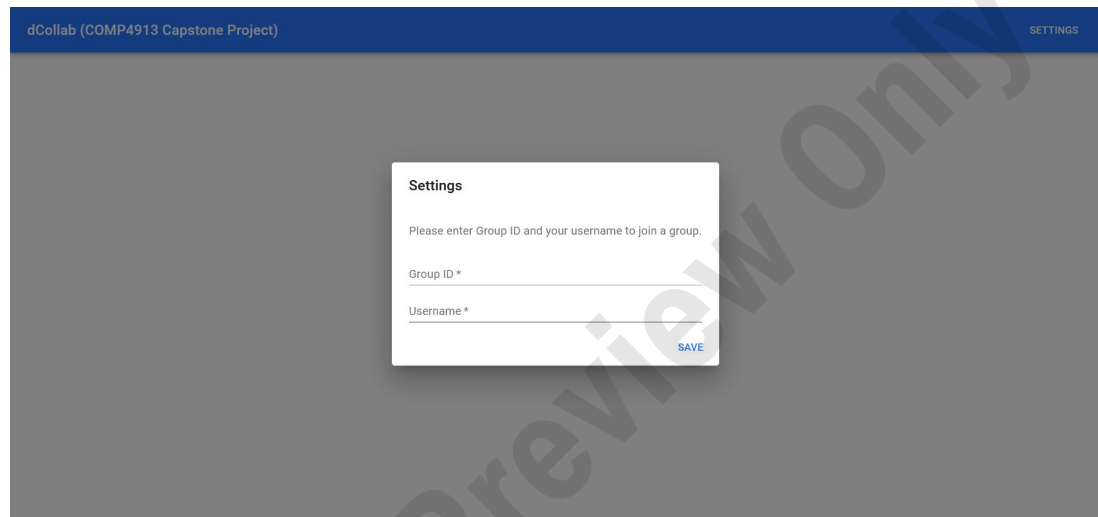 dCollab (COMP4913 Capstone Project)
SETTINGS
Settings
Please enter Group ID and your username to join a group.
Group ID *
Username *
SAVE
Preview Only